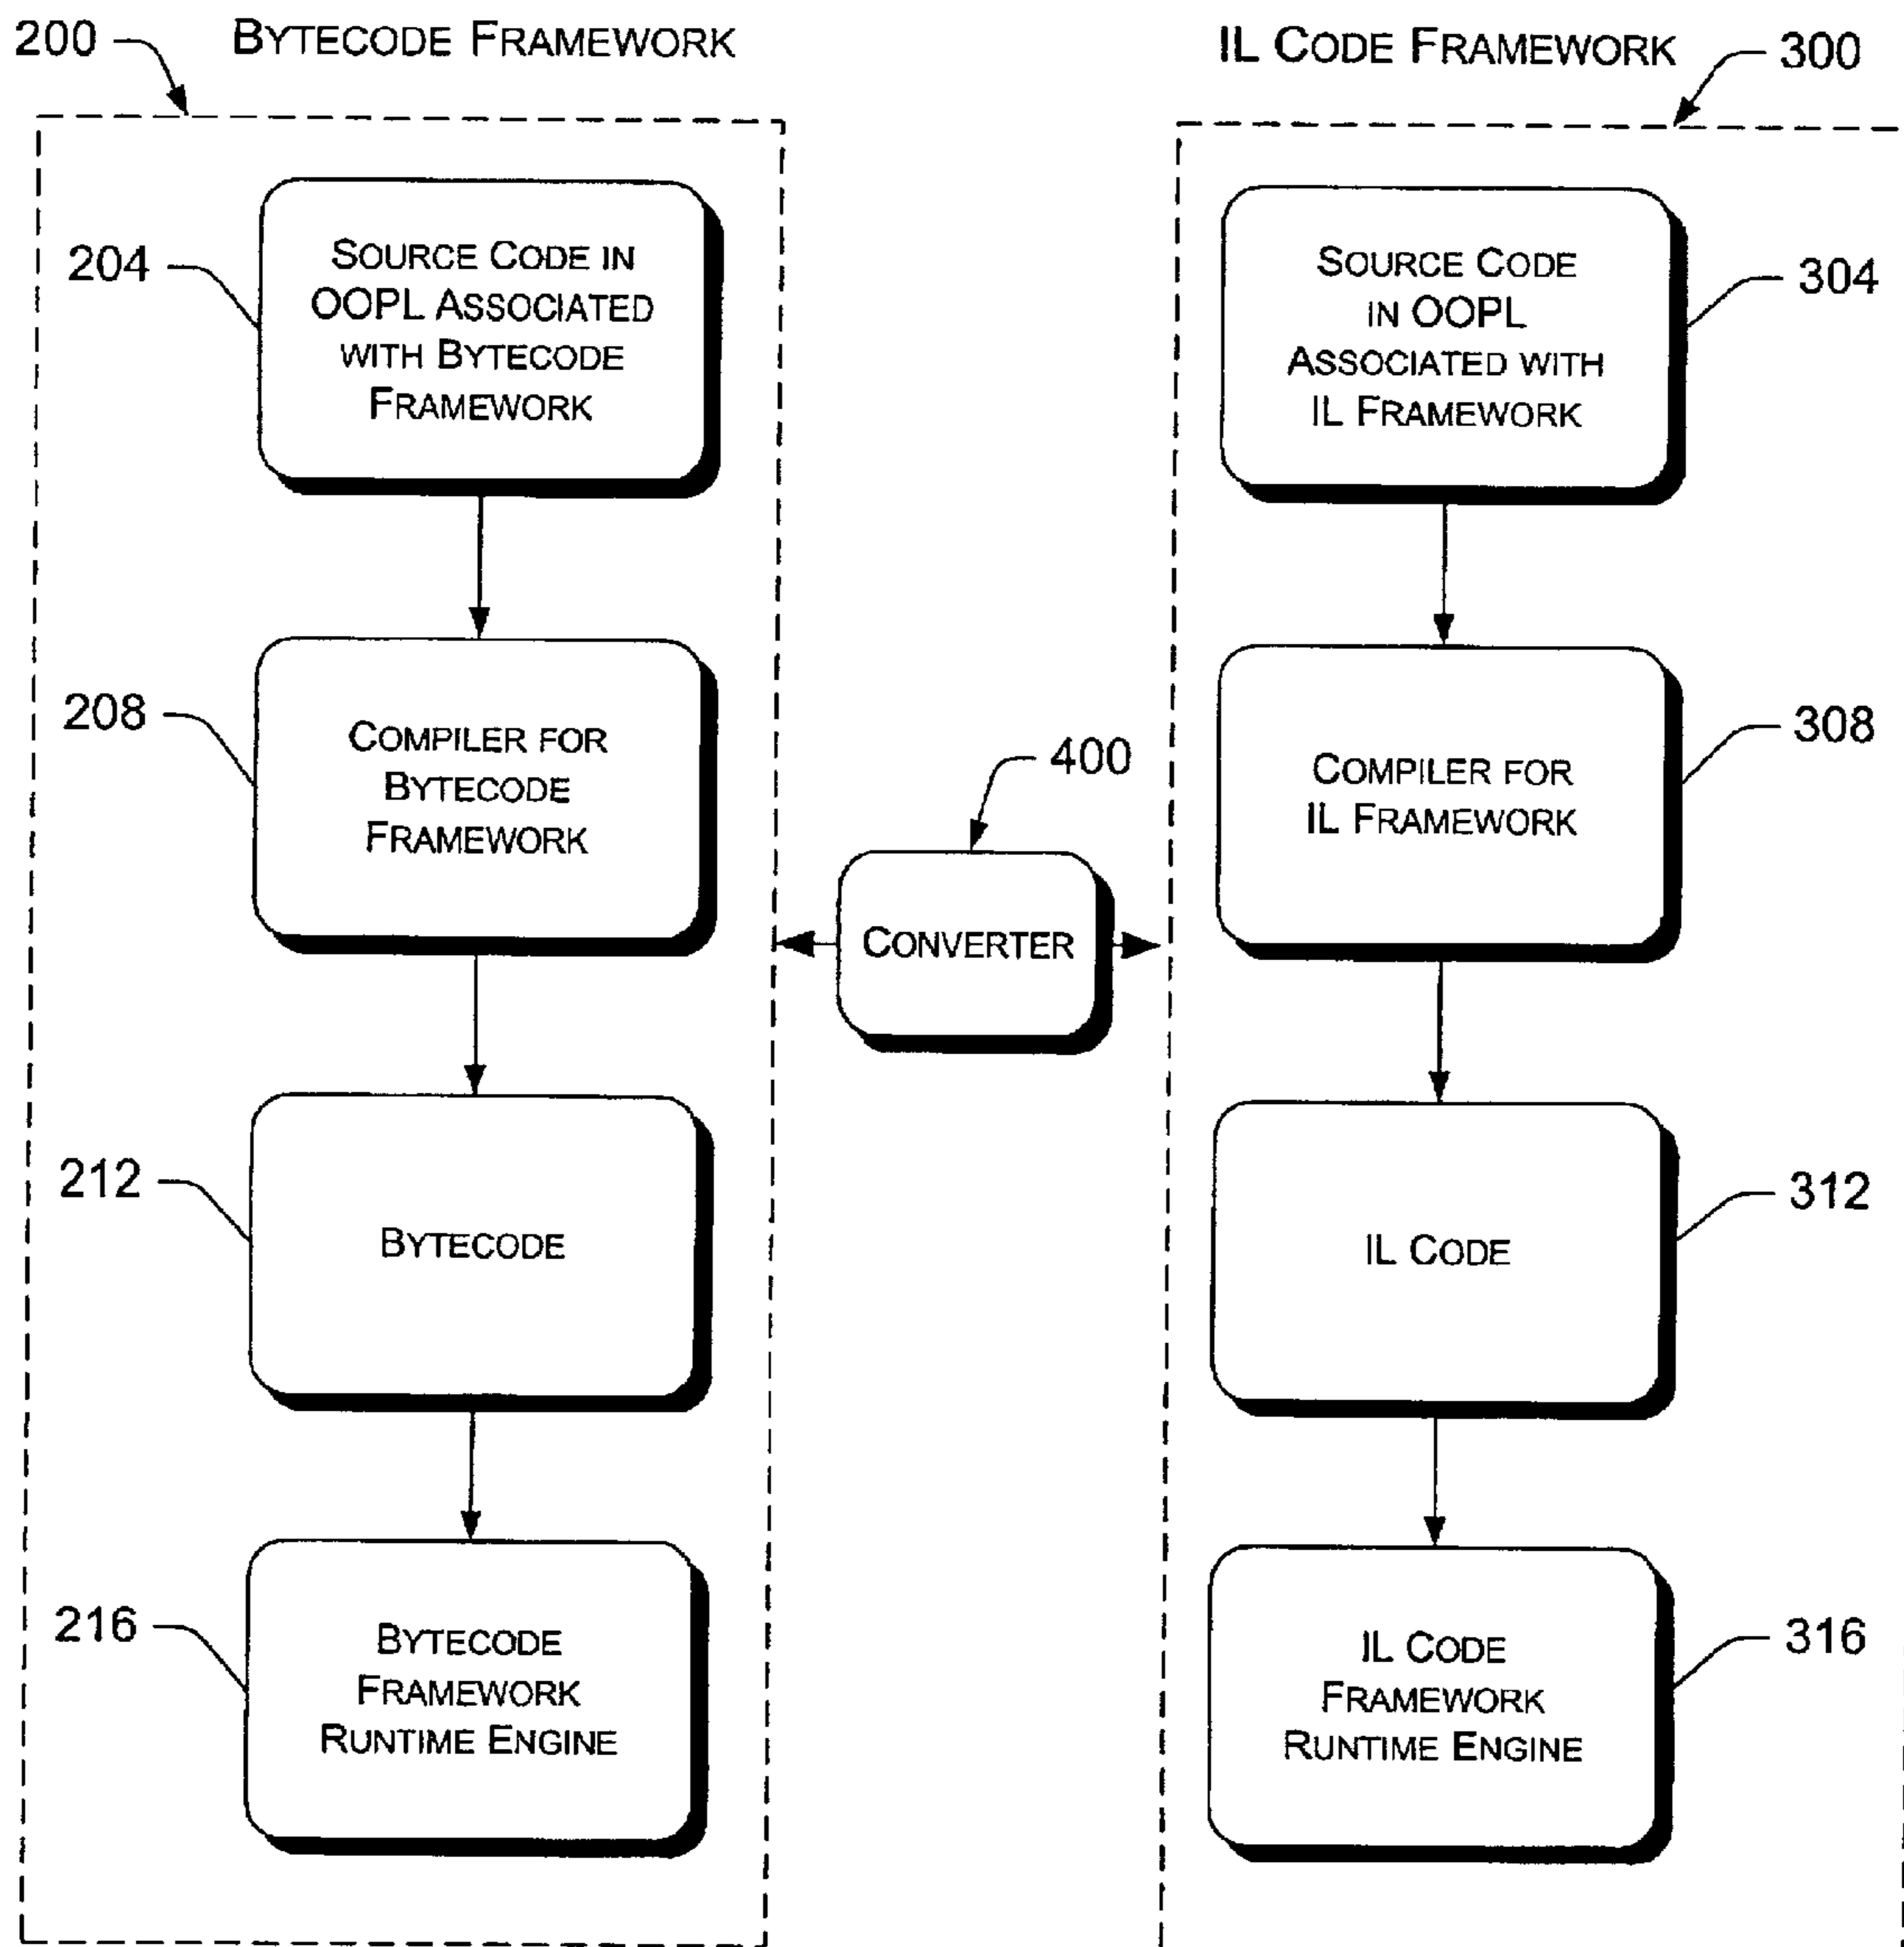 200
BYTECODE FRAMEWORK
IL CODE FRAMEWORK
300
204
SOURCE CODE IN
OOPL ASSOCIATED
WITH BYTECODE
FRAMEWORK
SOURCE CODE
IN OOPL
ASSOCIATED WITH
IL FRAMEWORK
304
208
COMPILER FOR
BYTECODE
FRAMEWORK
400
CONVERTER
COMPILER FOR
IL FRAMEWORK
308
212
BYTECODE
IL CODE
312
216
BYTECODE
FRAMEWORK
RUNTIME ENGINE
IL CODE
FRAMEWORK
RUNTIME ENGINE
316